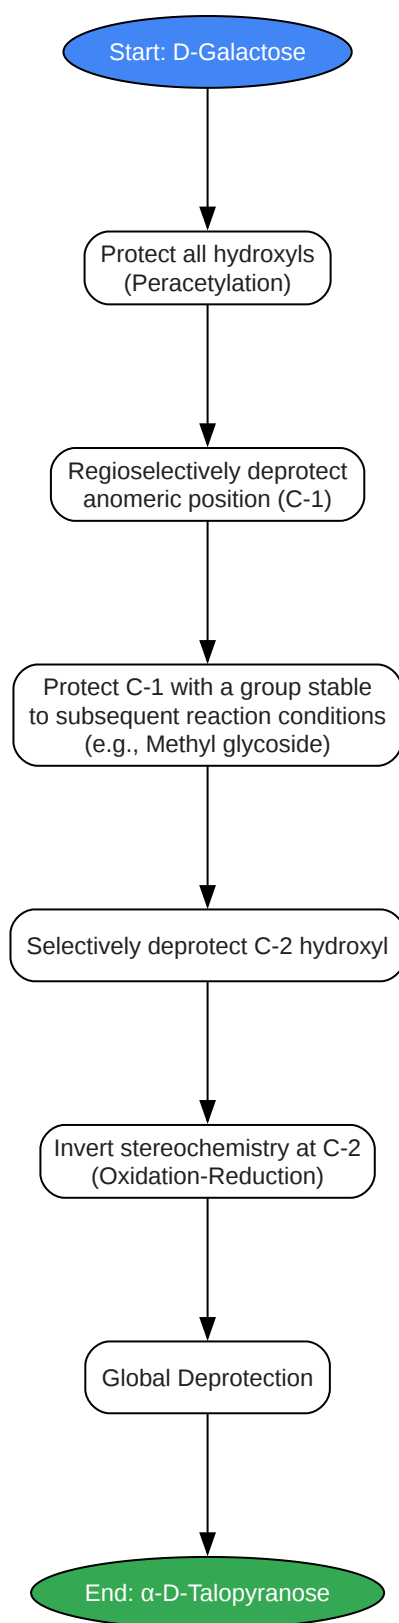 Start: D-Galactose
Protect all hydroxyls
(Peracetylation)
Regioselectively deprotect
anomeric position (C-1)
Protect C-1 with a group stable
to subsequent reaction conditions
(e.g., Methyl glycoside)
Selectively deprotect C-2 hydroxyl
Invert stereochemistry at C-2
(Oxidation-Reduction)
Global Deprotection
End: α-D-Talopyranose